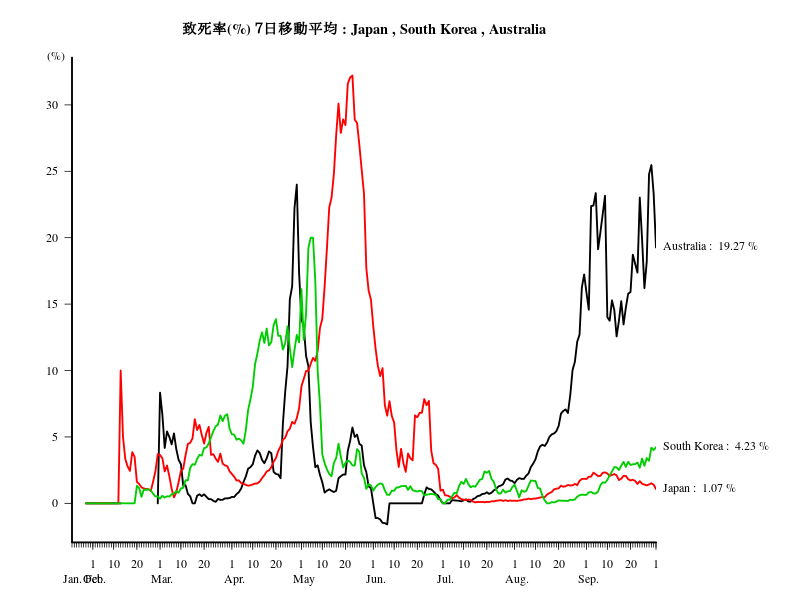 致死率(%) 7日移動平均 : Japan , South Korea , Australia
(%)
30
25
20
15
10
5
0
Australia : 19.27 %
South Korea : 4.23 %
Japan : 1.07 %
1 10 20 1 10 20 1 10 20 1 10 20 1 10 20 1 10 20 1 10 20 1 10 20 1
Jan. Feb. Mar. Apr. May Jun. Jul. Aug. Sep.